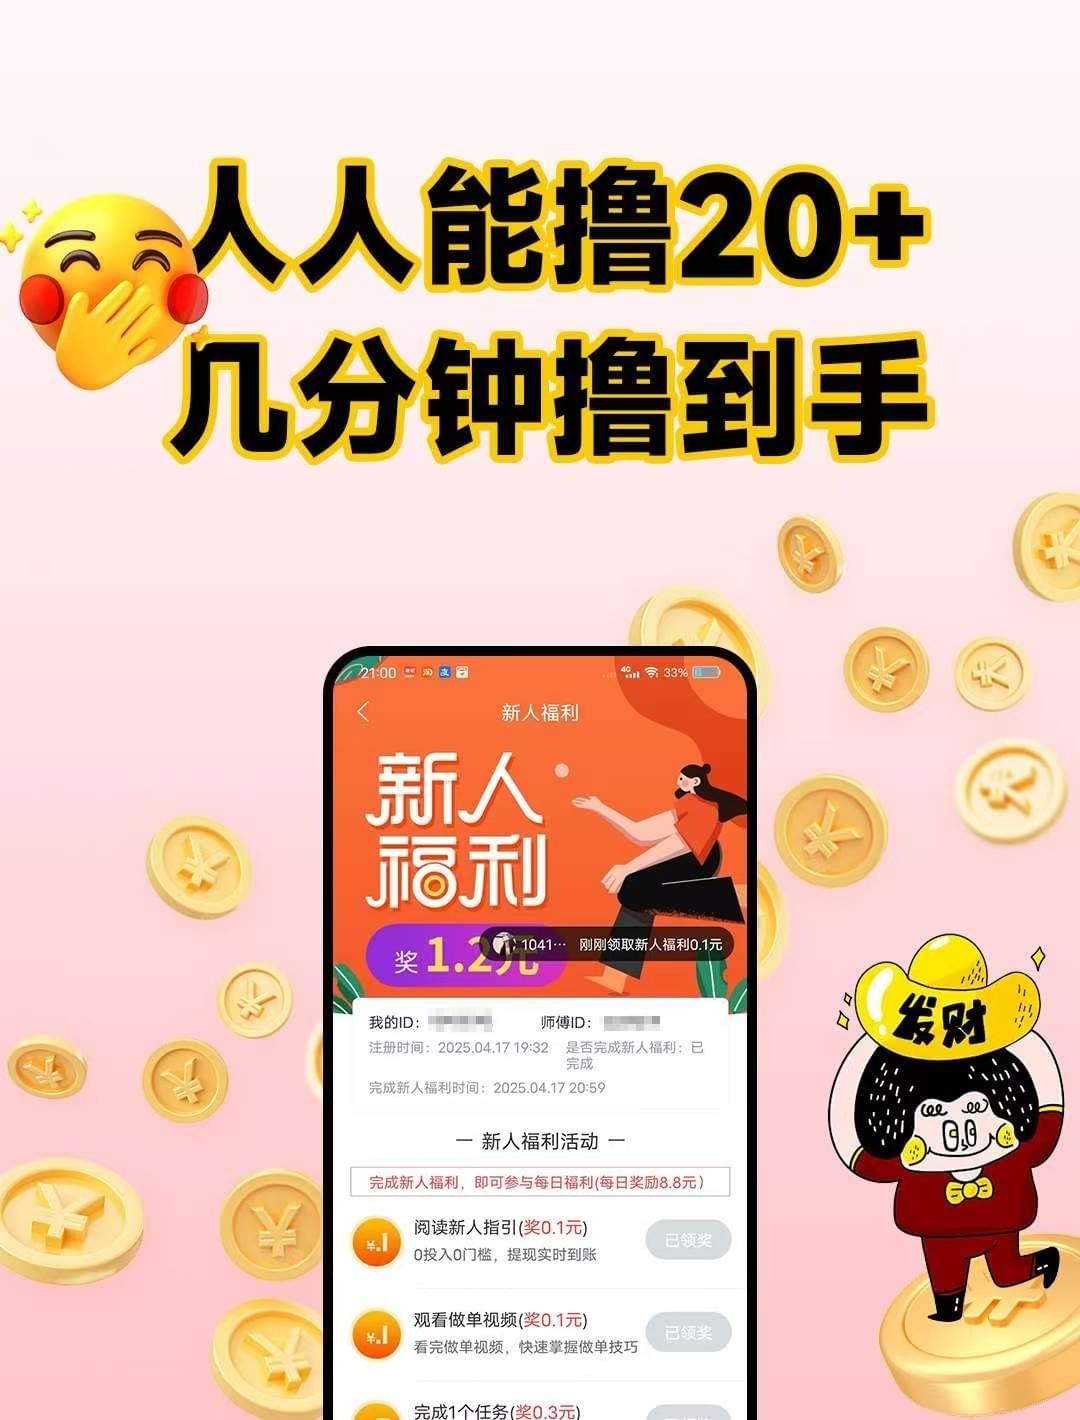 人人能撸20+
几分钟撸到手
21:00
4G
33%
新人福利
新人
福利
奖1.2元
1041··· 刚刚领取新人福利0.1元
我的ID：
师傅ID：
注册时间：2025.04.17 19:32
是否完成新人福利：已
完成
完成新人福利时间：2025.04.17 20:59
新人福利活动
完成新人福利，即可参与每日福利(每日奖励8.8元）
阅读新人指引(奖0.1元)
0投入0门槛，提现实时到账
已领奖
观看做单视频(奖0.1元)
看完做单视频，快速掌握做单技巧
已领奖
完成1个任务(奖0.3元)
发财